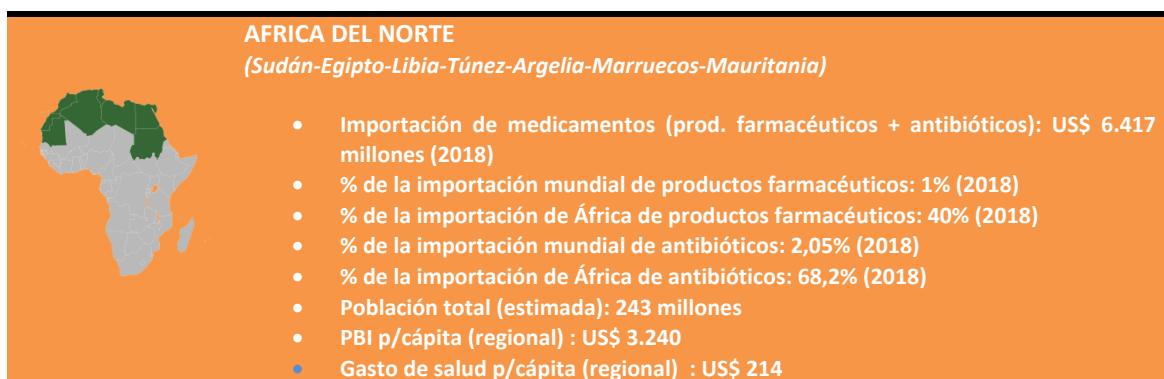 AFRICA DEL NORTE
(Sudán-Egipto-Libia-Túnez-Argelia-Marruecos-Mauritania)
• Importación de medicamentos (prod. farmacéuticos + antibióticos): US$ 6.417
millones (2018)
• % de la importación mundial de productos farmacéuticos: 1% (2018)
• % de la importación de África de productos farmacéuticos: 40% (2018)
• % de la importación mundial de antibióticos: 2,05% (2018)
• % de la importación de África de antibióticos: 68,2% (2018)
• Población total (estimada): 243 millones
• PBI p/cápita (regional) : US$ 3.240
• Gasto de salud p/cápita (regional) : US$ 214